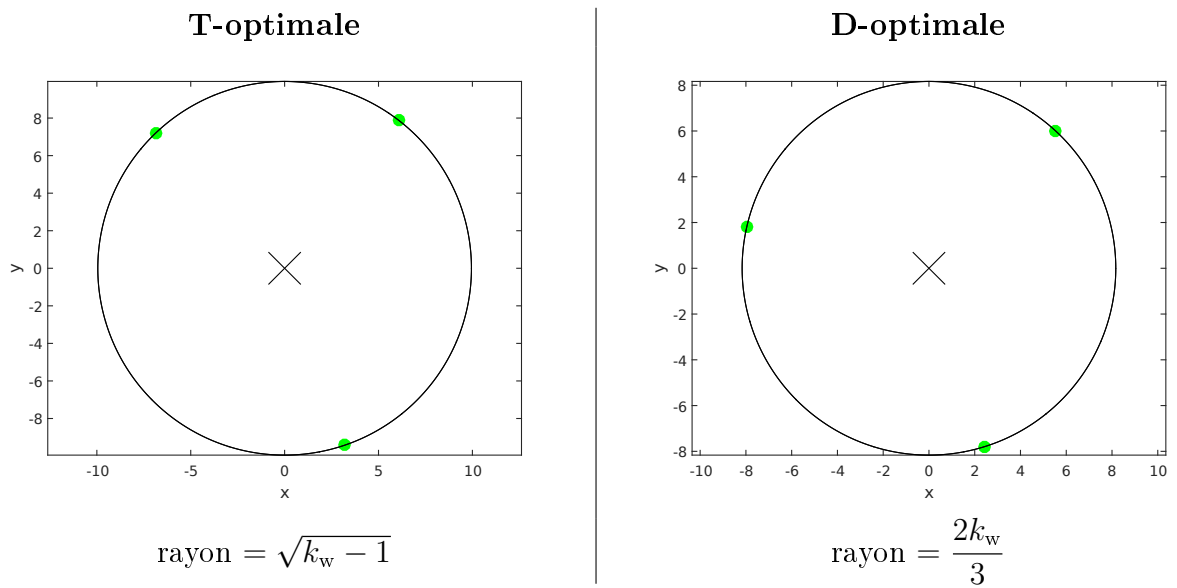 T-optimale
8
6
4
2
0
-2
-4
-6
-8
y
-10 -5 0 5 10
x
rayon = √(k_w − 1)
D-optimale
8
6
4
2
0
-2
-4
-6
-8
y
-10 -8 -6 -4 -2 0 2 4 6 8 10
x
rayon = 2k_w / 3